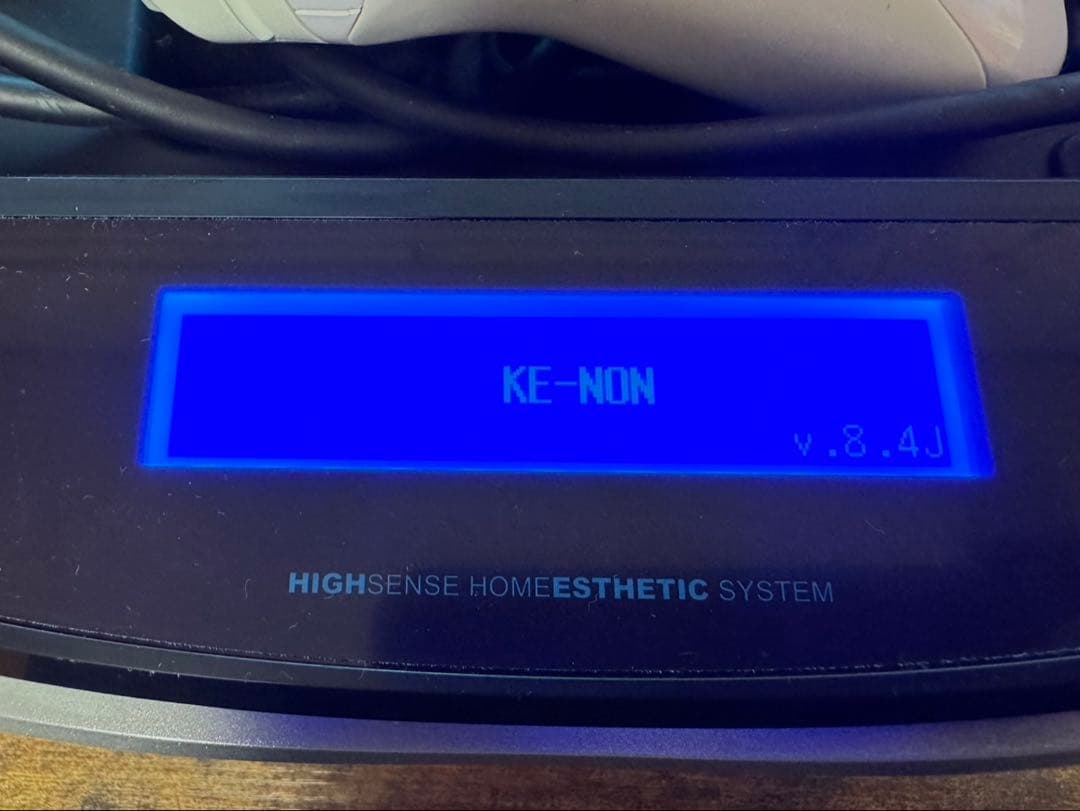 KE-NON
v.8.4J
HIGHSENSE HOMEESTHETIC SYSTEM